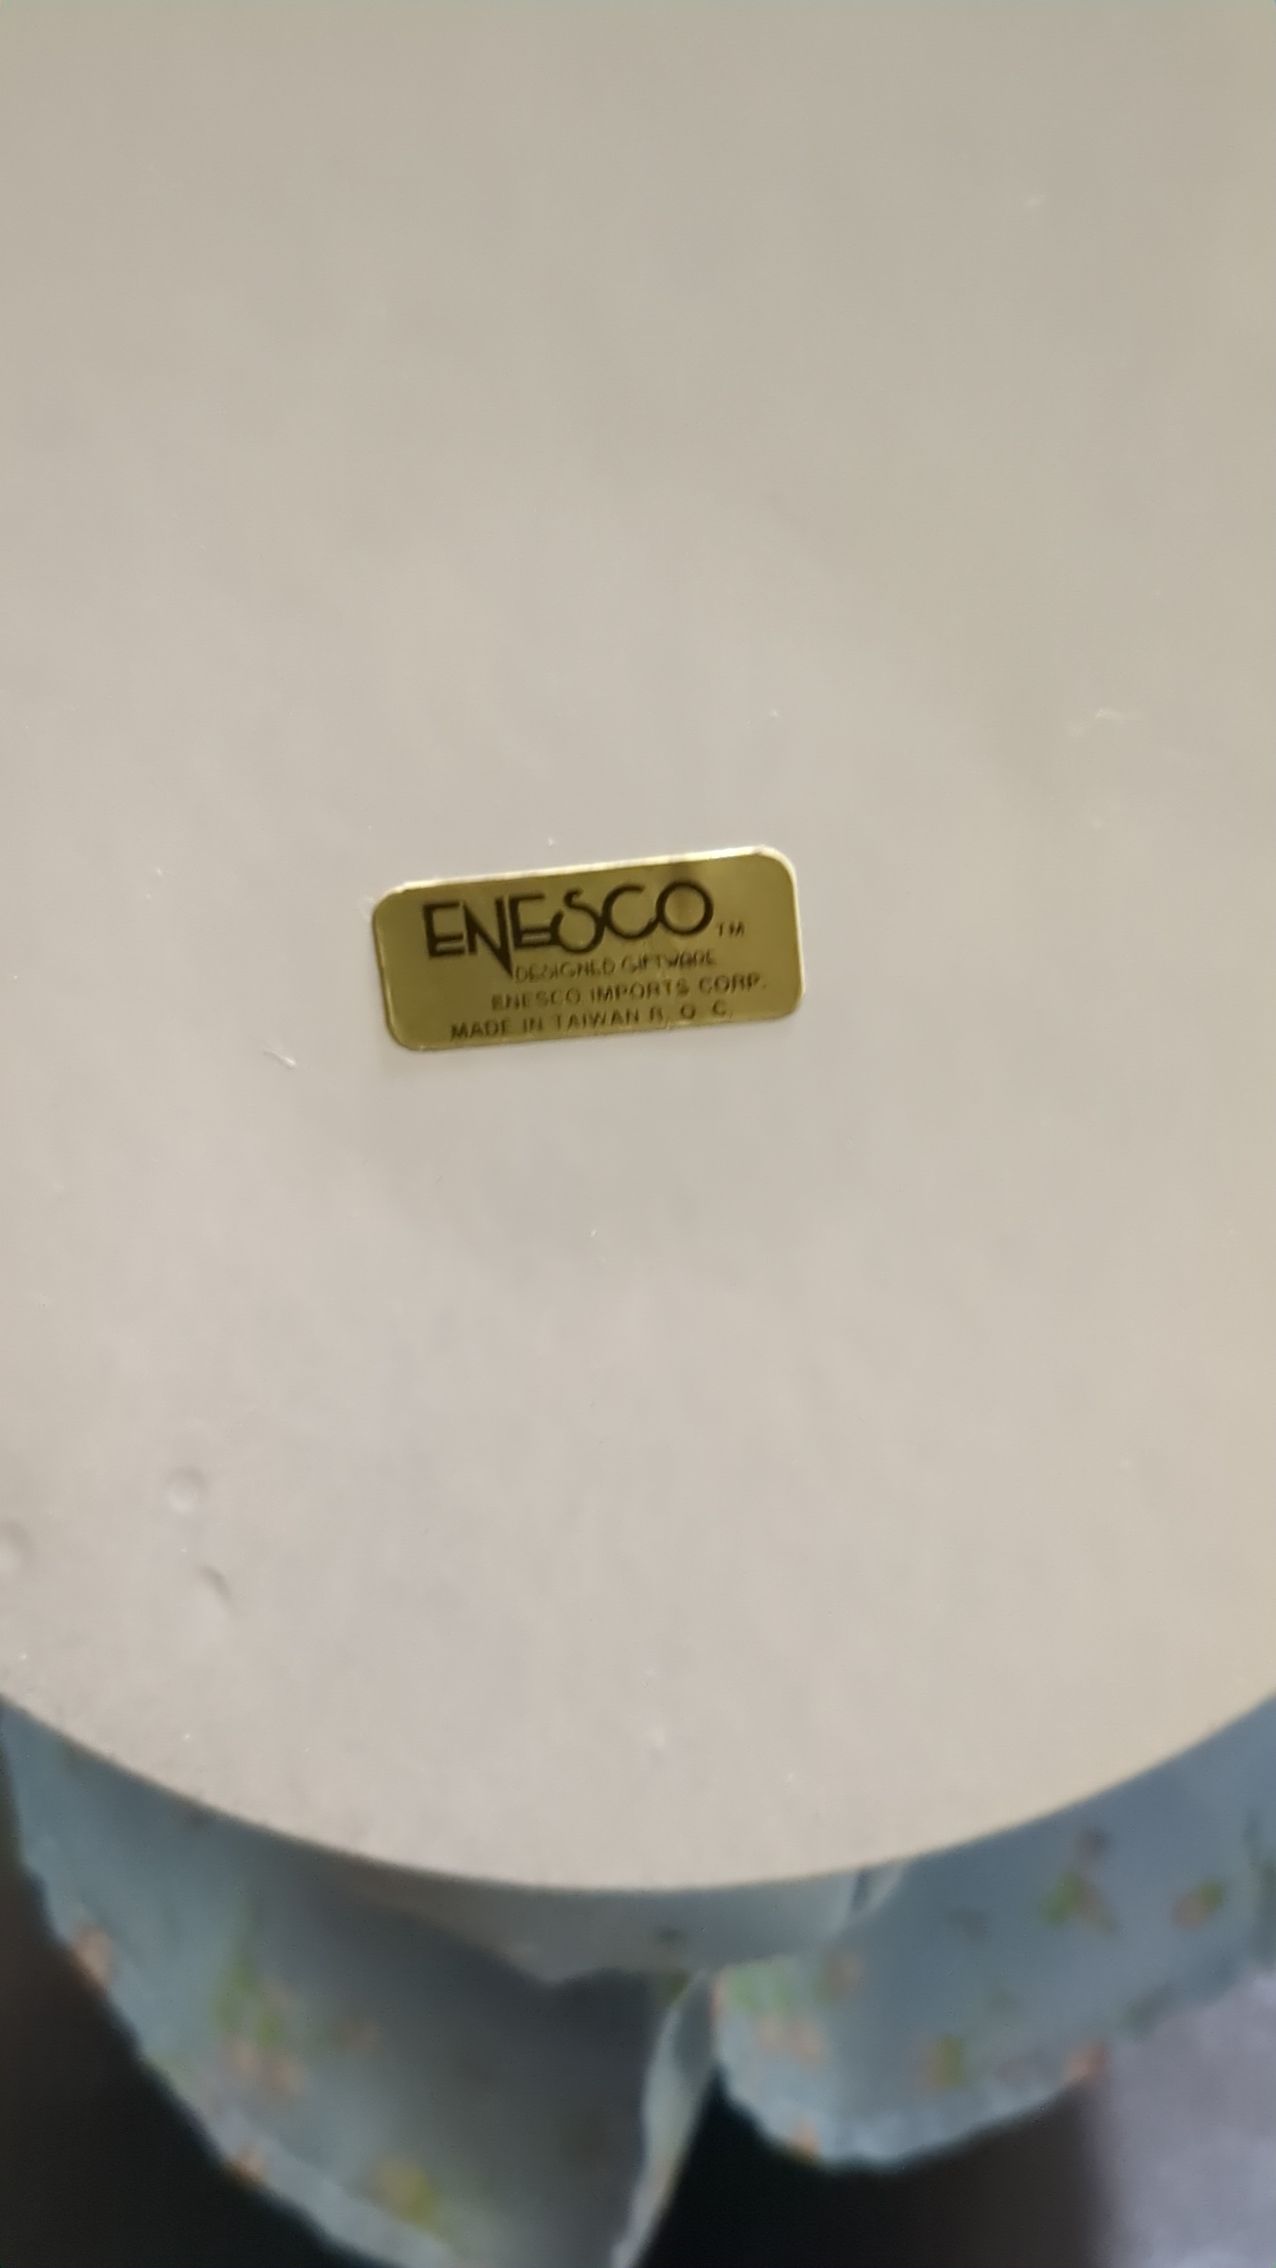 ENESCO TM
DESIGNED GIFTWARE
ENESCO IMPORTS CORP.
MADE IN TAIWAN R. O. C.